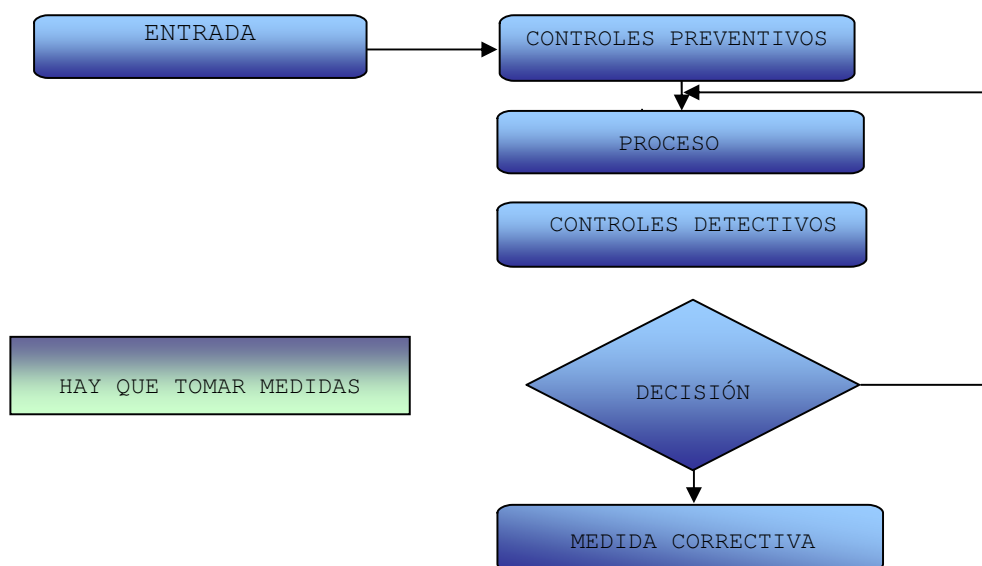 ENTRADA
CONTROLES PREVENTIVOS
PROCESO
CONTROLES DETECTIVOS
HAY QUE TOMAR MEDIDAS
DECISIÓN
MEDIDA CORRECTIVA